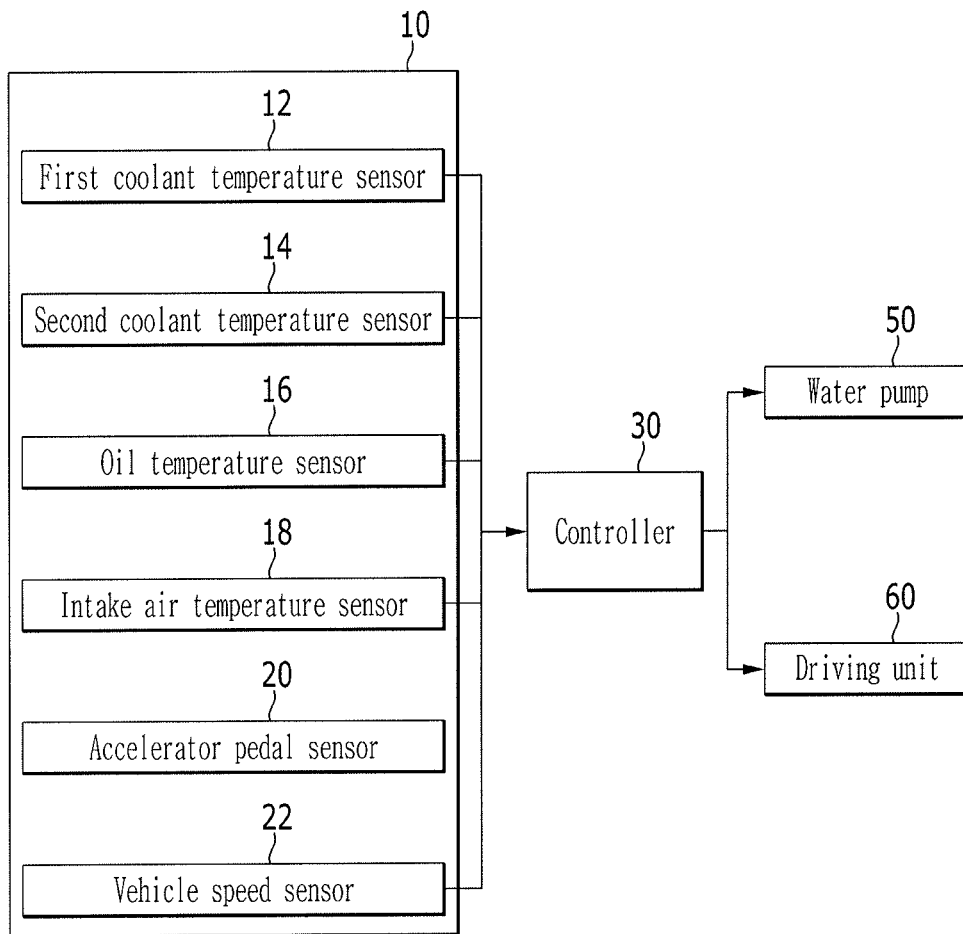 10
12
First coolant temperature sensor
14
Second coolant temperature sensor
16
Oil temperature sensor
18
Intake air temperature sensor
20
Accelerator pedal sensor
22
Vehicle speed sensor
30
Controller
50
Water pump
60
Driving unit